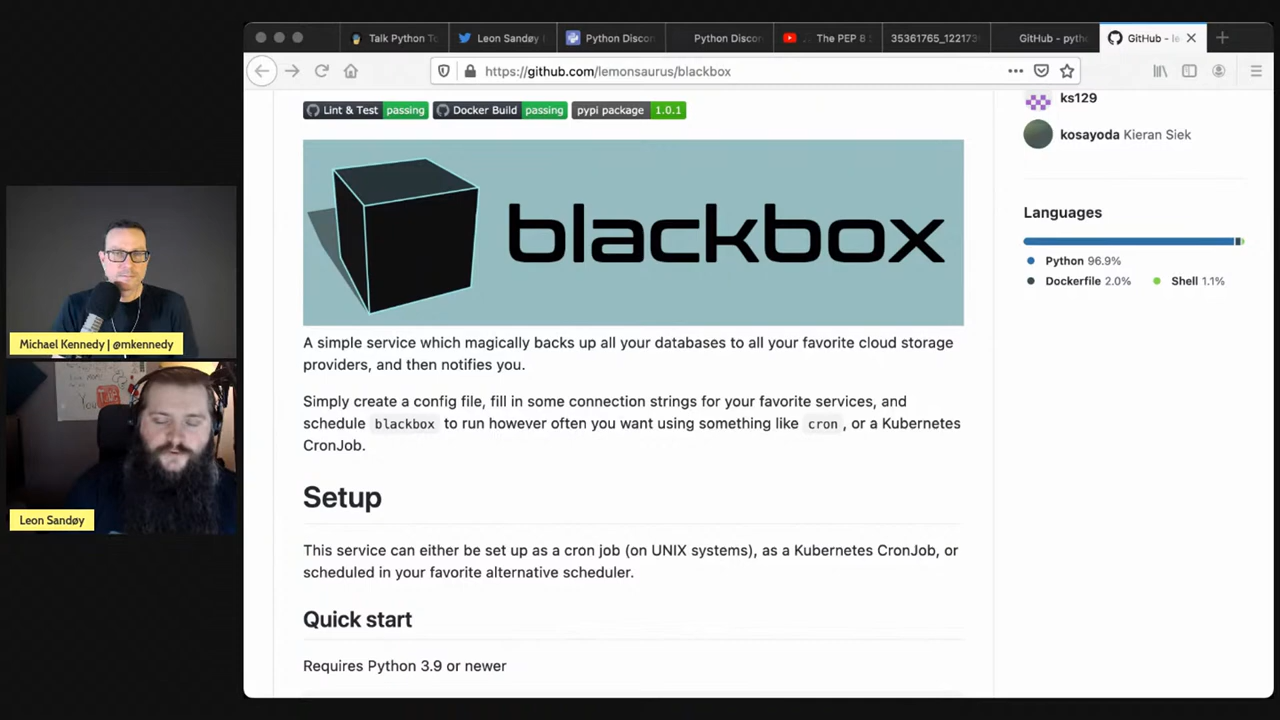 Talk Python To
Leon Sandøy |
Python Discor
Python Discor
The PEP 8 S
35361765_12217
GitHub - pyth
GitHub - le
https://github.com/lemonsaurus/blackbox
Lint & Test passing
Docker Build passing
pypi package 1.0.1
ks129
kosayoda Kieran Siek
blackbox
Languages
Python 96.9%
Dockerfile 2.0%
Shell 1.1%
A simple service which magically backs up all your databases to all your favorite cloud storage
providers, and then notifies you.
Simply create a config file, fill in some connection strings for your favorite services, and
schedule blackbox to run however often you want using something like cron , or a Kubernetes
CronJob.
Setup
This service can either be set up as a cron job (on UNIX systems), as a Kubernetes CronJob, or
scheduled in your favorite alternative scheduler.
Quick start
Requires Python 3.9 or newer
Michael Kennedy | @mkennedy
Leon Sandøy